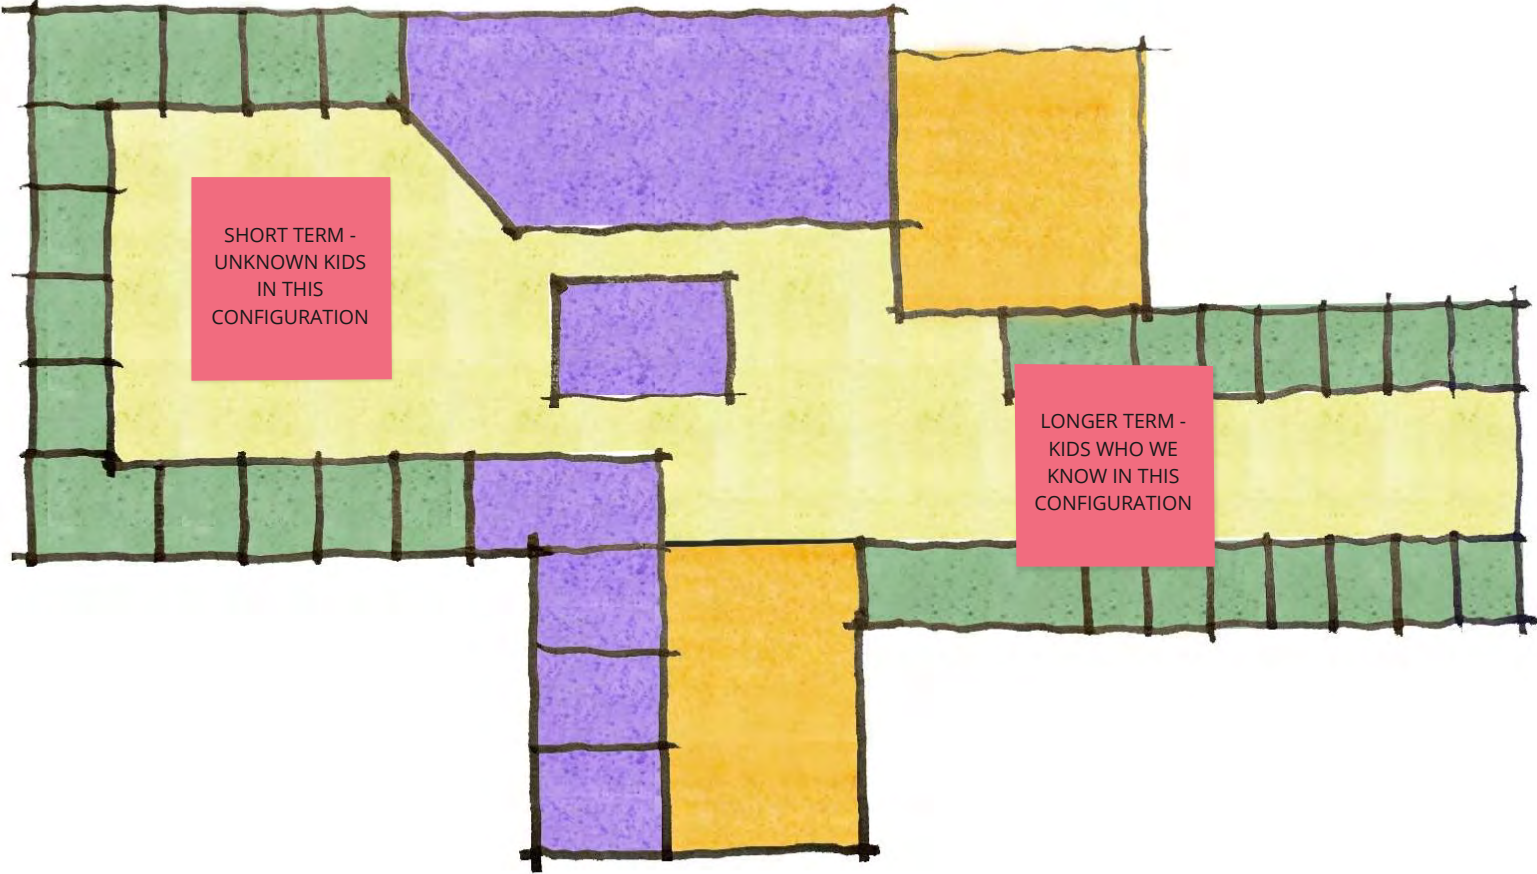 SHORT TERM -
UNKNOWN KIDS
IN THIS
CONFIGURATION
LONGER TERM -
KIDS WHO WE
KNOW IN THIS
CONFIGURATION